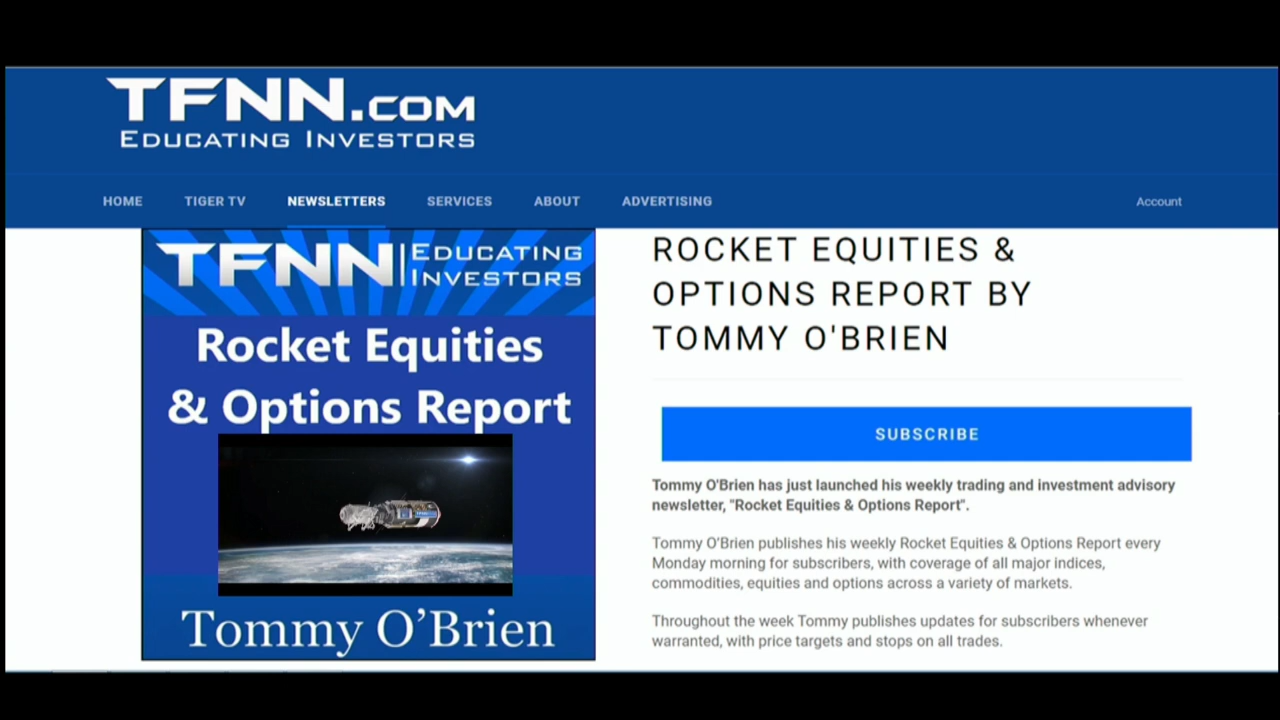 TFNN.COM
EDUCATING INVESTORS
HOME TIGER TV NEWSLETTERS SERVICES ABOUT ADVERTISING Account
TFNN EDUCATING
INVESTORS
Rocket Equities
& Options Report
Tommy O’Brien
ROCKET EQUITIES &
OPTIONS REPORT BY
TOMMY O'BRIEN
SUBSCRIBE
Tommy O'Brien has just launched his weekly trading and investment advisory
newsletter, "Rocket Equities & Options Report".
Tommy O’Brien publishes his weekly Rocket Equities & Options Report every
Monday morning for subscribers, with coverage of all major indices,
commodities, equities and options across a variety of markets.
Throughout the week Tommy publishes updates for subscribers whenever
warranted, with price targets and stops on all trades.